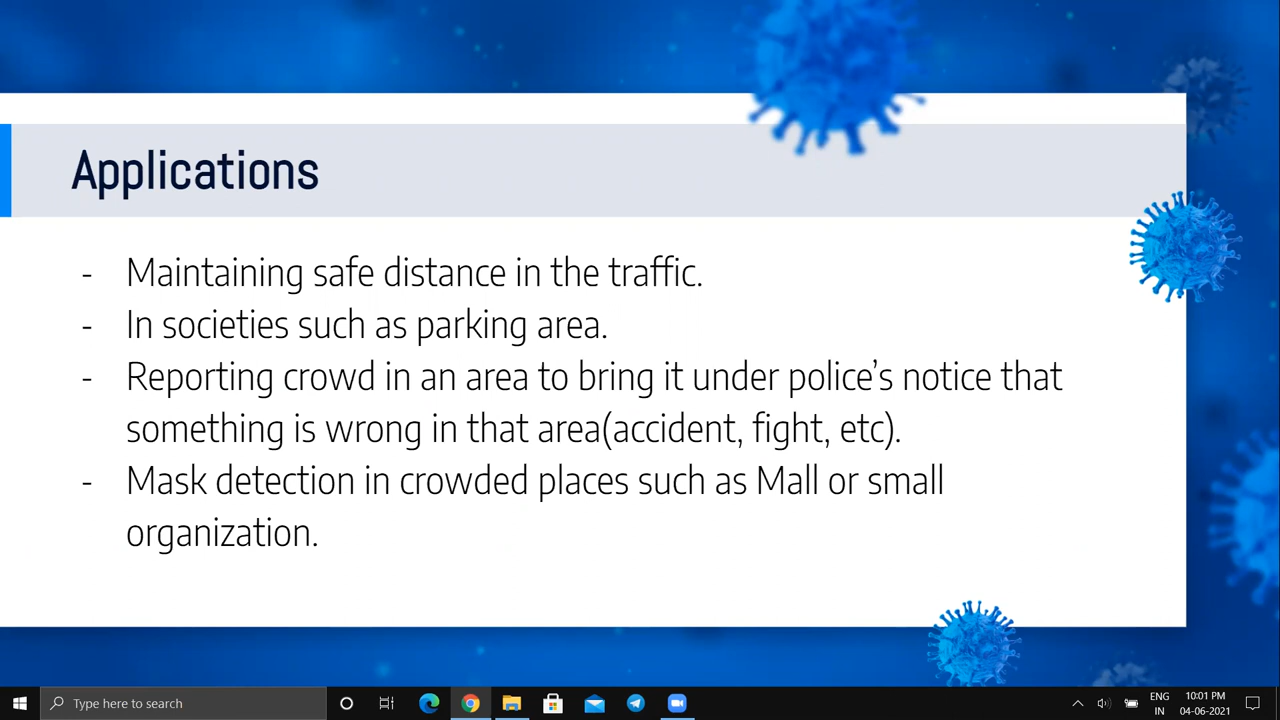 Applications
- Maintaining safe distance in the traffic.
- In societies such as parking area.
- Reporting crowd in an area to bring it under police’s notice that
something is wrong in that area(accident, fight, etc).
- Mask detection in crowded places such as Mall or small
organization.
Type here to search
ENG
IN
10:01 PM
04-06-2021